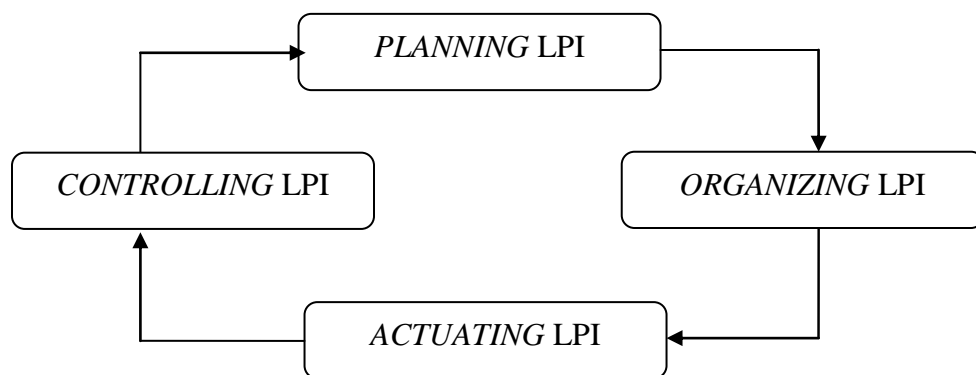 PLANNING LPI
CONTROLLING LPI
ORGANIZING LPI
ACTUATING LPI